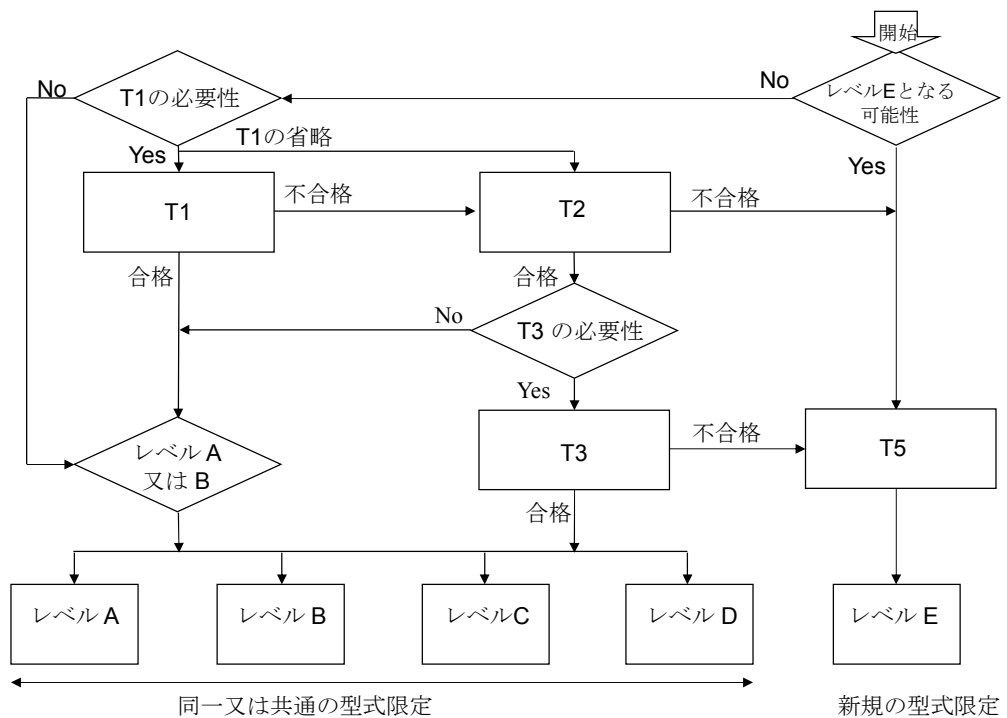 開始
No
No
T1の必要性
レベルEとなる
可能性
T1の省略
Yes
Yes
T1
不合格
T2
不合格
合格
合格
No
T3 の必要性
Yes
レベル A
又は B
T3
不合格
T5
合格
レベル A
レベル B
レベルC
レベル D
レベル E
同一又は共通の型式限定
新規の型式限定